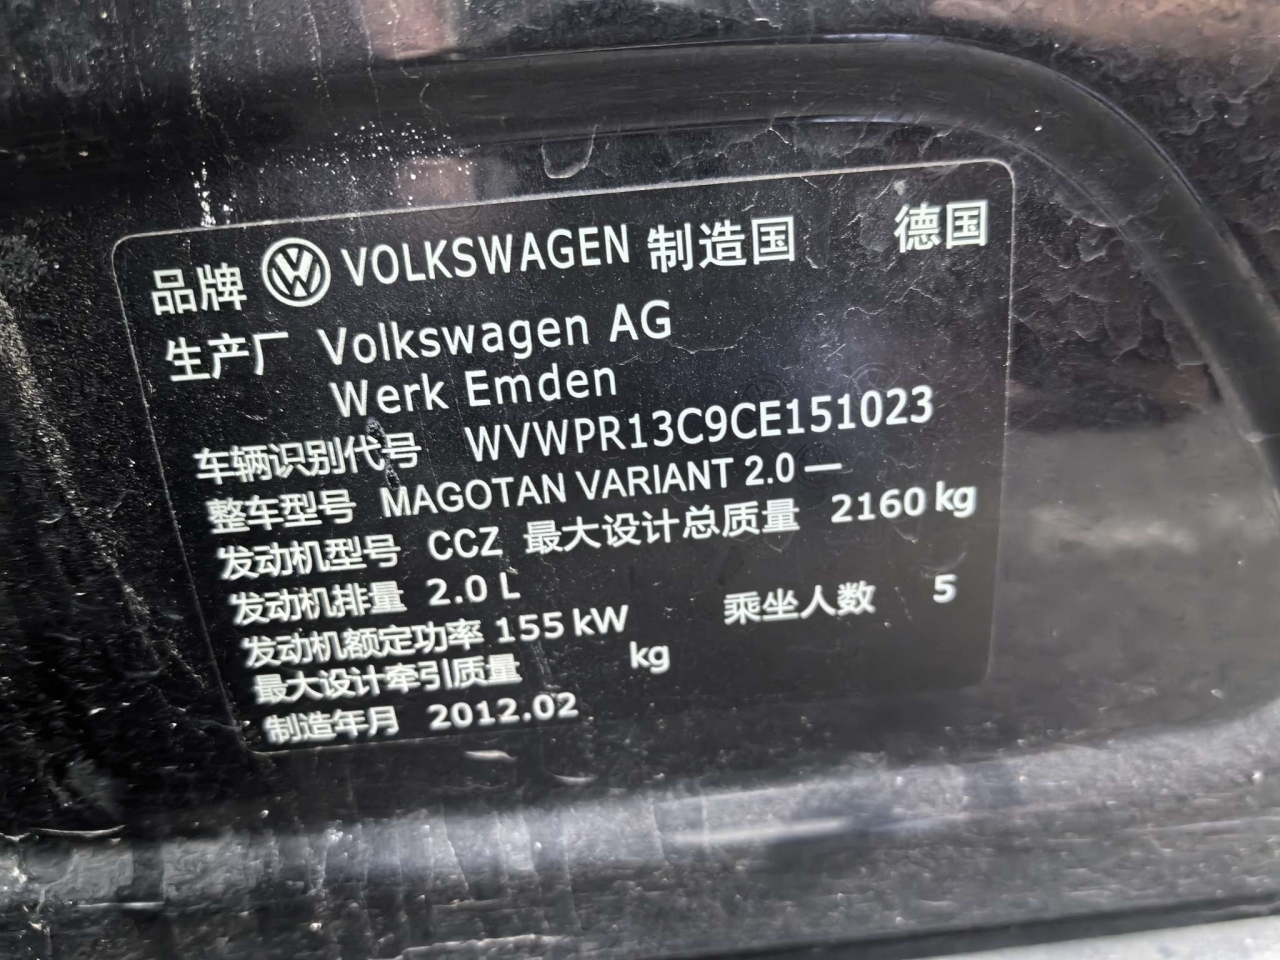 品牌 VOLKSWAGEN 制造国 德国
生产厂 Volkswagen AG
Werk Emden
车辆识别代号 WVWPR13C9CE151023
整车型号 MAGOTAN VARIANT 2.0 —
发动机型号 CCZ 最大设计总质量 2160 kg
发动机排量 2.0 L
发动机额定功率 155 kW 乘坐人数 5
最大设计牵引质量 kg
制造年月 2012.02